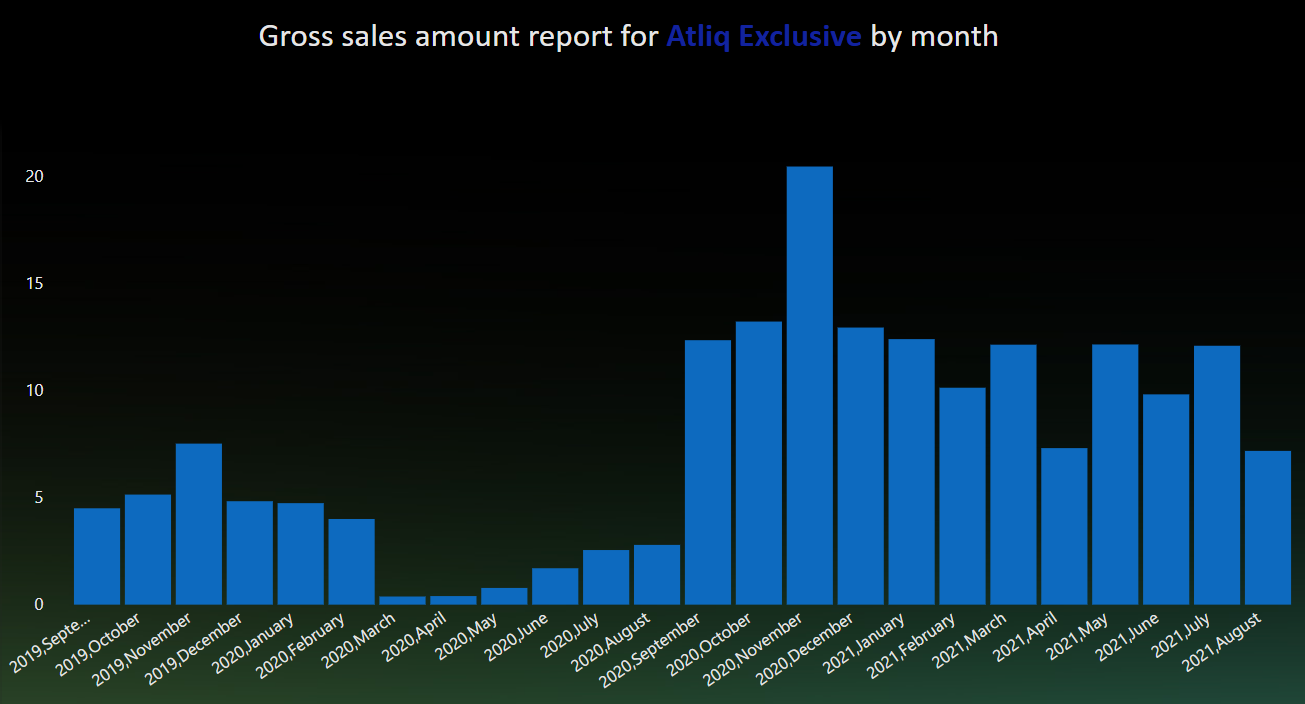 Gross sales amount report for Atliq Exclusive by month
20
15
10
5
0
2019,Septe...
2019,October
2019,November
2019,December
2020,January
2020,February
2020,March
2020,April
2020,May
2020,June
2020,July
2020,August
2020,September
2020,October
2020,November
2020,December
2021,January
2021,February
2021,March
2021,April
2021,May
2021,June
2021,July
2021,August